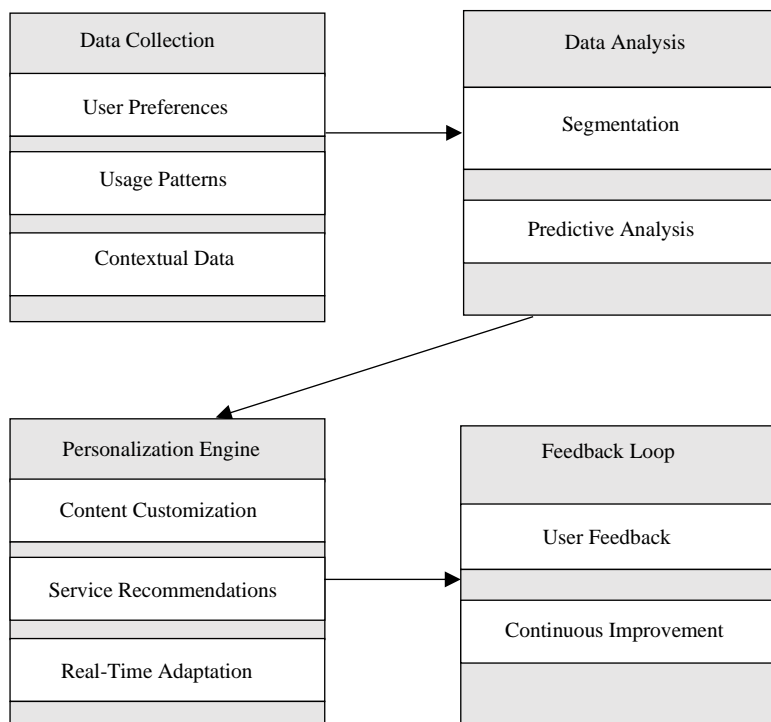 Data Collection
User Preferences
Usage Patterns
Contextual Data
Data Analysis
Segmentation
Predictive Analysis
Personalization Engine
Content Customization
Service Recommendations
Real-Time Adaptation
Feedback Loop
User Feedback
Continuous Improvement